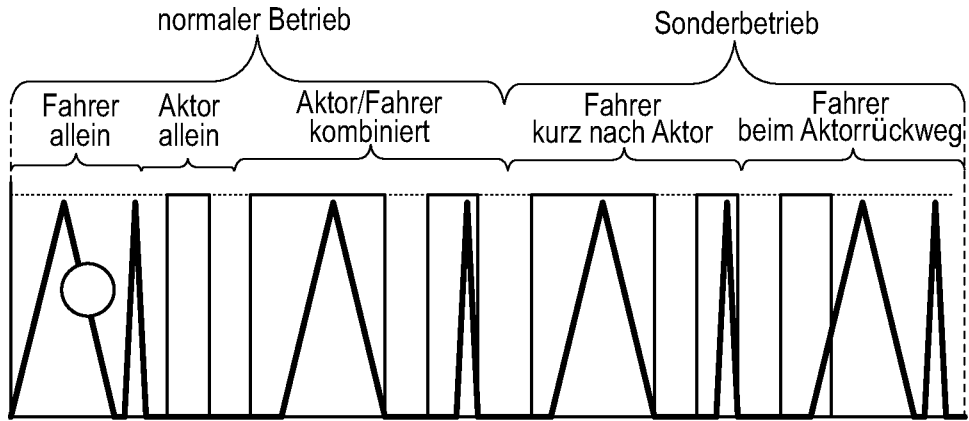 normaler Betrieb
Sonderbetrieb
Fahrer
allein
Aktor
allein
Aktor/Fahrer
kombiniert
Fahrer
kurz nach Aktor
Fahrer
beim Aktorrückweg